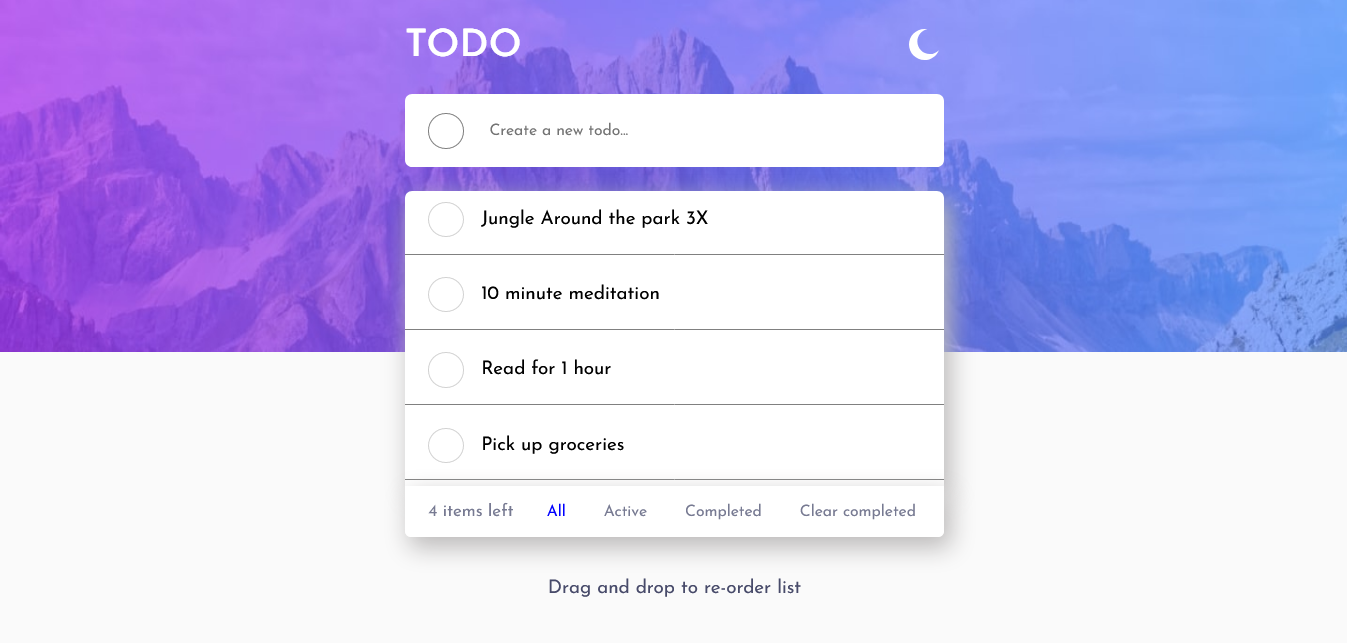 TODO
Create a new todo...
Jungle Around the park 3X
10 minute meditation
Read for 1 hour
Pick up groceries
4 items left All Active Completed Clear completed
Drag and drop to re-order list